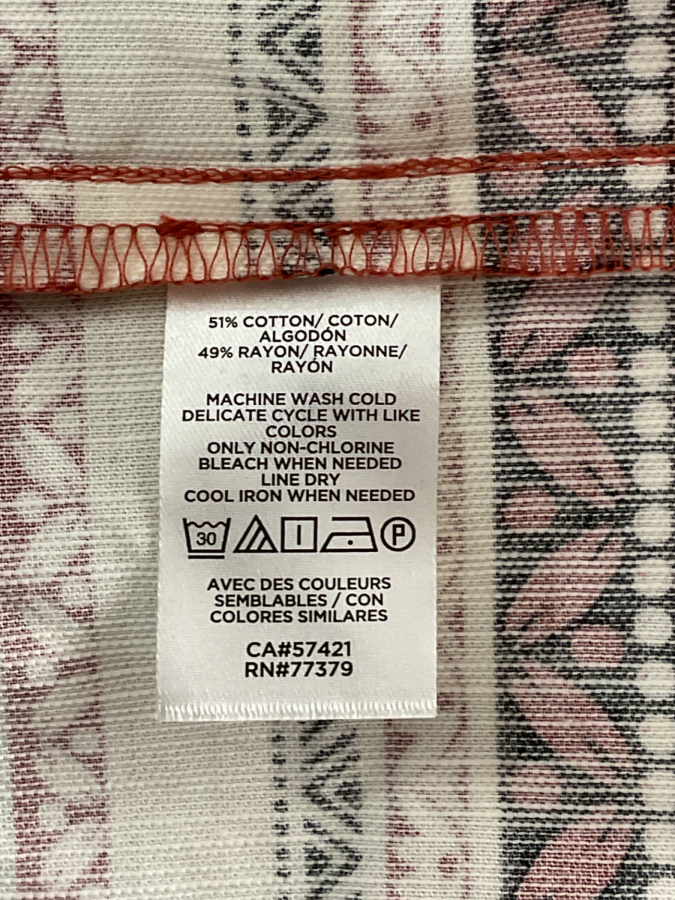 51% COTTON/ COTON/
ALGODÓN
49% RAYON/ RAYONNE/
RAYÓN
MACHINE WASH COLD
DELICATE CYCLE WITH LIKE
COLORS
ONLY NON-CHLORINE
BLEACH WHEN NEEDED
LINE DRY
COOL IRON WHEN NEEDED
30 P
AVEC DES COULEURS
SEMBLABLES / CON
COLORES SIMILARES
CA#57421
RN#77379